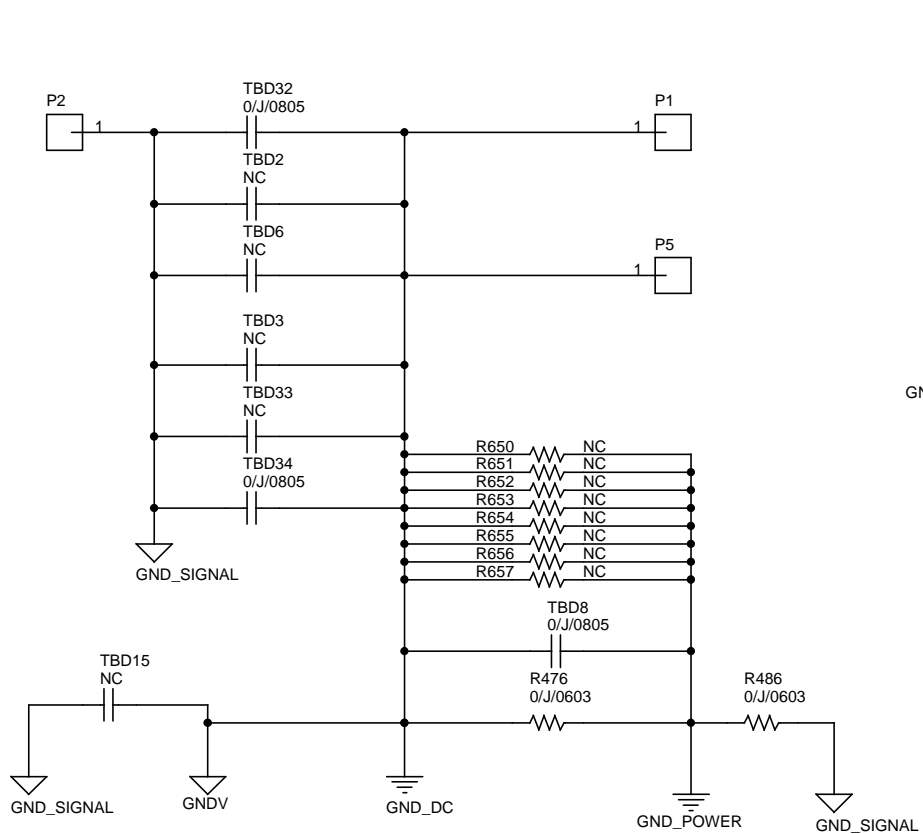 P2
1
TBD32
0/J/0805
1
P1
TBD2
NC
TBD6
NC
1
P5
TBD3
NC
TBD33
NC
TBD34
0/J/0805
GND_SIGNAL
R650 NC
R651 NC
R652 NC
R653 NC
R654 NC
R655 NC
R656 NC
R657 NC
TBD8
0/J/0805
TBD15
NC
R476
0/J/0603
R486
0/J/0603
GND_SIGNAL
GNDV
GND_DC
GND_POWER
GND_SIGNAL